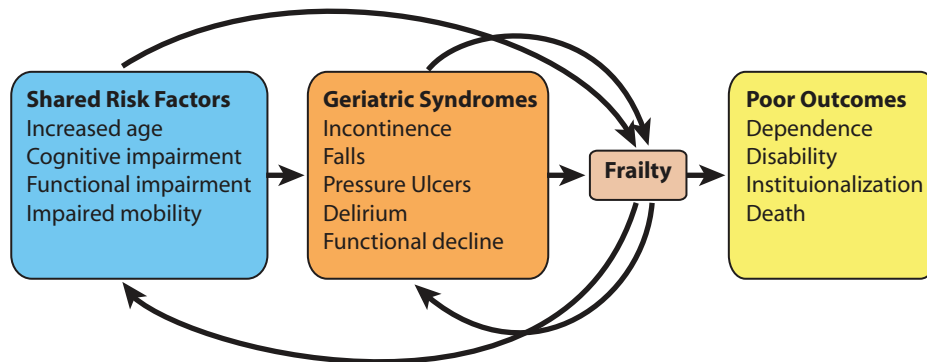 Shared Risk Factors
Increased age
Cognitive impairment
Functional impairment
Impaired mobility
Geriatric Syndromes
Incontinence
Falls
Pressure Ulcers
Delirium
Functional decline
Frailty
Poor Outcomes
Dependence
Disability
Instituionalization
Death